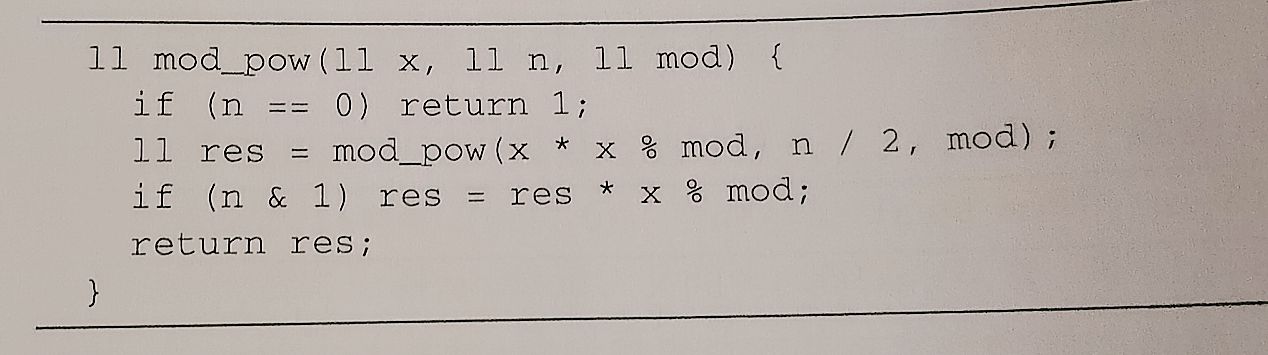 ll mod_pow(ll x, ll n, ll mod) {
  if (n == 0) return 1;
  ll res = mod_pow(x * x % mod, n / 2, mod);
  if (n & 1) res = res * x % mod;
  return res;
}